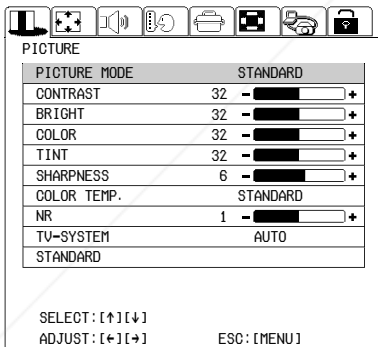 PICTURE
PICTURE MODE STANDARD
CONTRAST 32 - +
BRIGHT 32 - +
COLOR 32 - +
TINT 32 - +
SHARPNESS 6 - +
COLOR TEMP. STANDARD
NR 1 - +
TV-SYSTEM AUTO
STANDARD
SELECT:[↑][↓]
ADJUST:[←][→] ESC:[MENU]